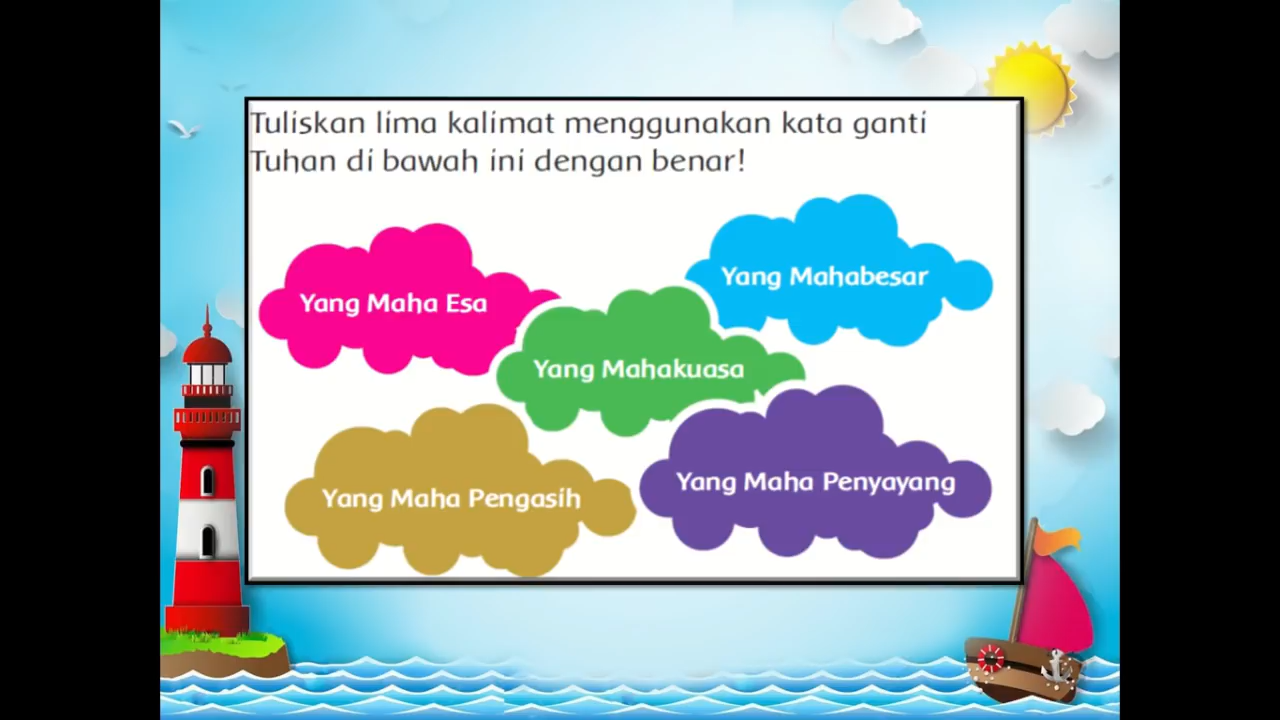 Tuliskan lima kalimat menggunakan kata ganti
Tuhan di bawah ini dengan benar!
Yang Maha Esa
Yang Mahabesar
Yang Mahakuasa
Yang Maha Pengasih
Yang Maha Penyayang